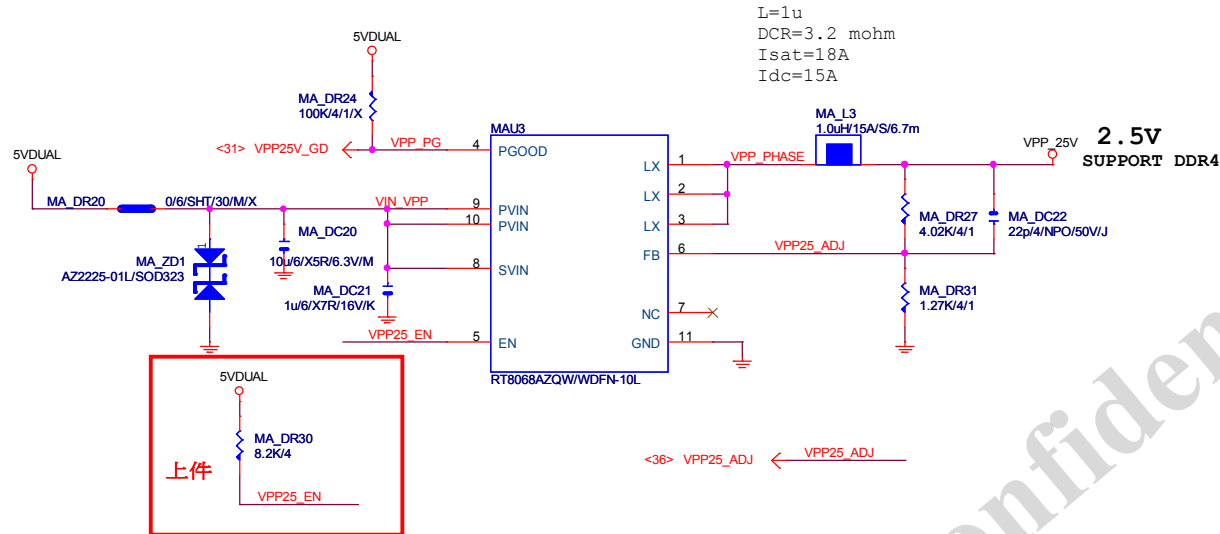 L=1u
DCR=3.2 mohm
Isat=18A
Idc=15A
5VDUAL
MA_DR24
100K/4/1/X
<31> VPP25V_GD
VPP_PG
4
PGOOD
MAU3
5VDUAL
MA_DR20
0/6/SHT/30/M/X
VIN_VPP
9
PVIN
10
PVIN
8
SVIN
MA_ZD1
AZ2225-01L/SOD323
1
MA_DC20
10u/6/X5R/6.3V/M
MA_DC21
1u/6/X7R/16V/K
VPP25_EN
5
EN
LX
1
LX
2
LX
3
FB
6
NC
7
GND
11
RT8068AZQW/WDFN-10L
VPP_PHASE
MA_L3
1.0uH/15A/S/6.7m
VPP_25V
2.5V
SUPPORT DDR4
MA_DR27
4.02K/4/1
MA_DC22
22p/4/NPO/50V/J
VPP25_ADJ
MA_DR31
1.27K/4/1
5VDUAL
MA_DR30
8.2K/4
上件
VPP25_EN
<36> VPP25_ADJ
VPP25_ADJ